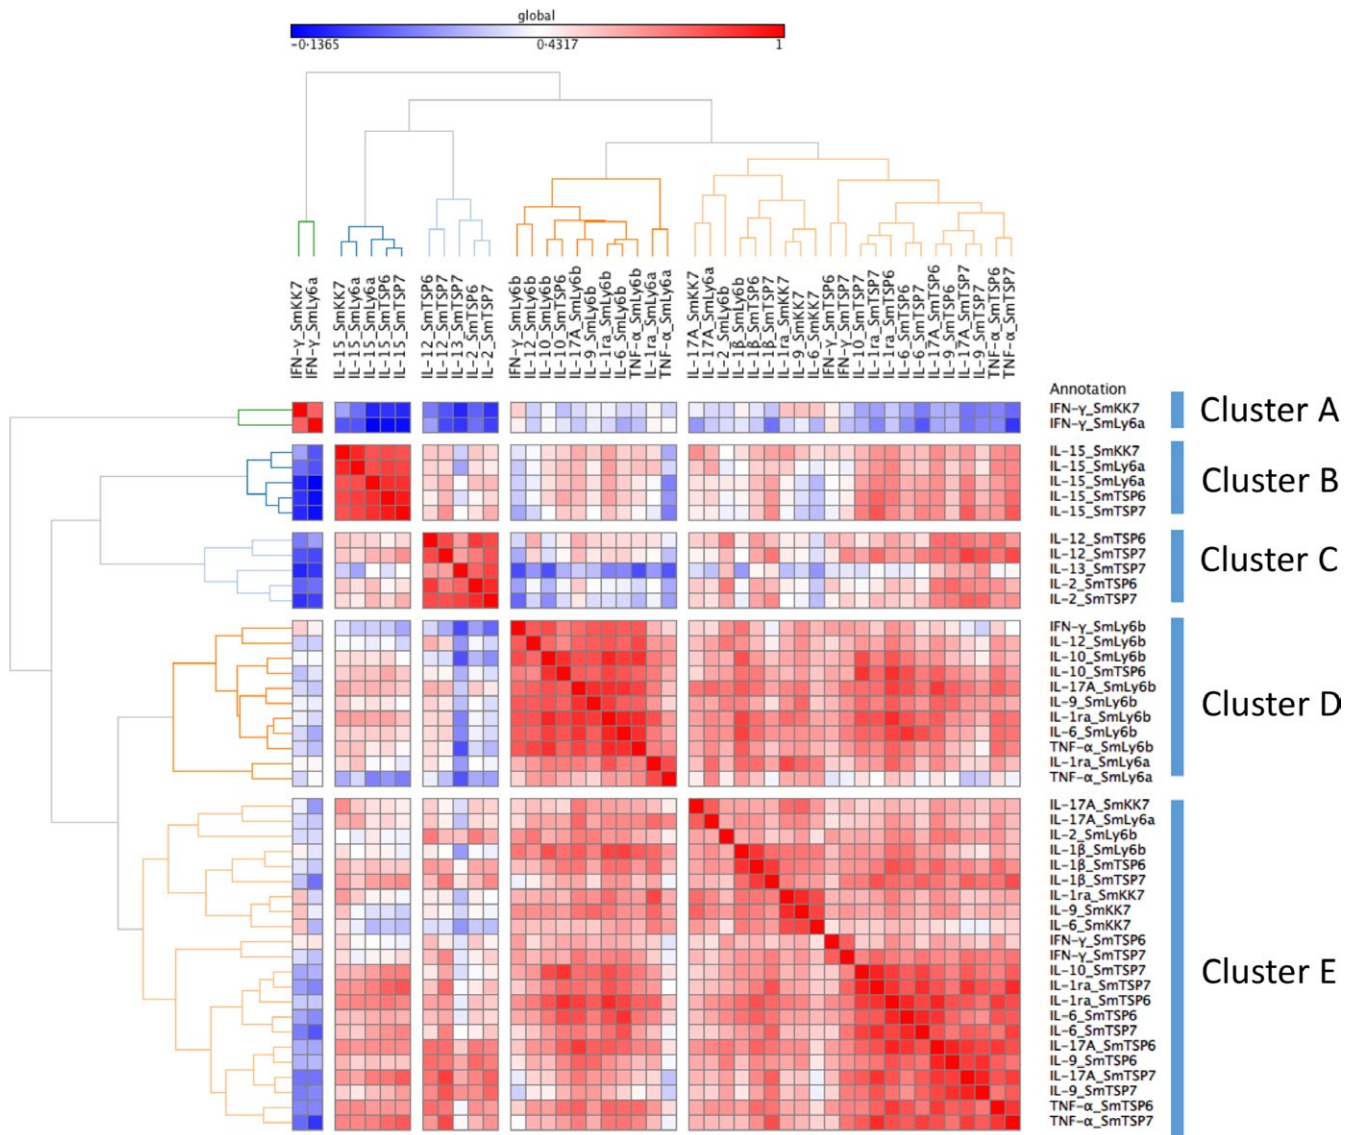 global
-0·1365 0·4317 1
IFN-γ_SmKK7
IFN-γ_SmLy6a
IL-15_SmKK7
IL-15_SmLy6a
IL-15_SmLy6a
IL-15_SmTSP6
IL-15_SmTSP7
IL-12_SmTSP6
IL-12_SmTSP7
IL-13_SmTSP7
IL-2_SmTSP6
IL-2_SmTSP7
IFN-γ_SmLy6b
IL-12_SmLy6b
IL-10_SmLy6b
IL-10_SmTSP6
IL-17A_SmLy6b
IL-9_SmLy6b
IL-1ra_SmLy6b
IL-6_SmLy6b
TNF-α_SmLy6b
IL-1ra_SmLy6a
TNF-α_SmLy6a
IL-17A_SmKK7
IL-17A_SmLy6a
IL-2_SmLy6b
IL-1β_SmLy6b
IL-1β_SmTSP6
IL-1β_SmTSP7
IL-1ra_SmKK7
IL-9_SmKK7
IL-6_SmKK7
IFN-γ_SmTSP6
IFN-γ_SmTSP7
IL-10_SmTSP7
IL-1ra_SmTSP7
IL-1ra_SmTSP6
IL-6_SmTSP6
IL-6_SmTSP7
IL-17A_SmTSP6
IL-9_SmTSP6
IL-17A_SmTSP7
IL-9_SmTSP7
TNF-α_SmTSP6
TNF-α_SmTSP7
Annotation
IFN-γ_SmKK7
IFN-γ_SmLy6a
Cluster A
IL-15_SmKK7
IL-15_SmLy6a
IL-15_SmLy6a
IL-15_SmTSP6
IL-15_SmTSP7
Cluster B
IL-12_SmTSP6
IL-12_SmTSP7
IL-13_SmTSP7
IL-2_SmTSP6
IL-2_SmTSP7
Cluster C
IFN-γ_SmLy6b
IL-12_SmLy6b
IL-10_SmLy6b
IL-10_SmTSP6
IL-17A_SmLy6b
IL-9_SmLy6b
IL-1ra_SmLy6b
IL-6_SmLy6b
TNF-α_SmLy6b
IL-1ra_SmLy6a
TNF-α_SmLy6a
Cluster D
IL-17A_SmKK7
IL-17A_SmLy6a
IL-2_SmLy6b
IL-1β_SmLy6b
IL-1β_SmTSP6
IL-1β_SmTSP7
IL-1ra_SmKK7
IL-9_SmKK7
IL-6_SmKK7
IFN-γ_SmTSP6
IFN-γ_SmTSP7
IL-10_SmTSP7
IL-1ra_SmTSP7
IL-1ra_SmTSP6
IL-6_SmTSP6
IL-6_SmTSP7
IL-17A_SmTSP6
IL-9_SmTSP6
IL-17A_SmTSP7
IL-9_SmTSP7
TNF-α_SmTSP6
TNF-α_SmTSP7
Cluster E